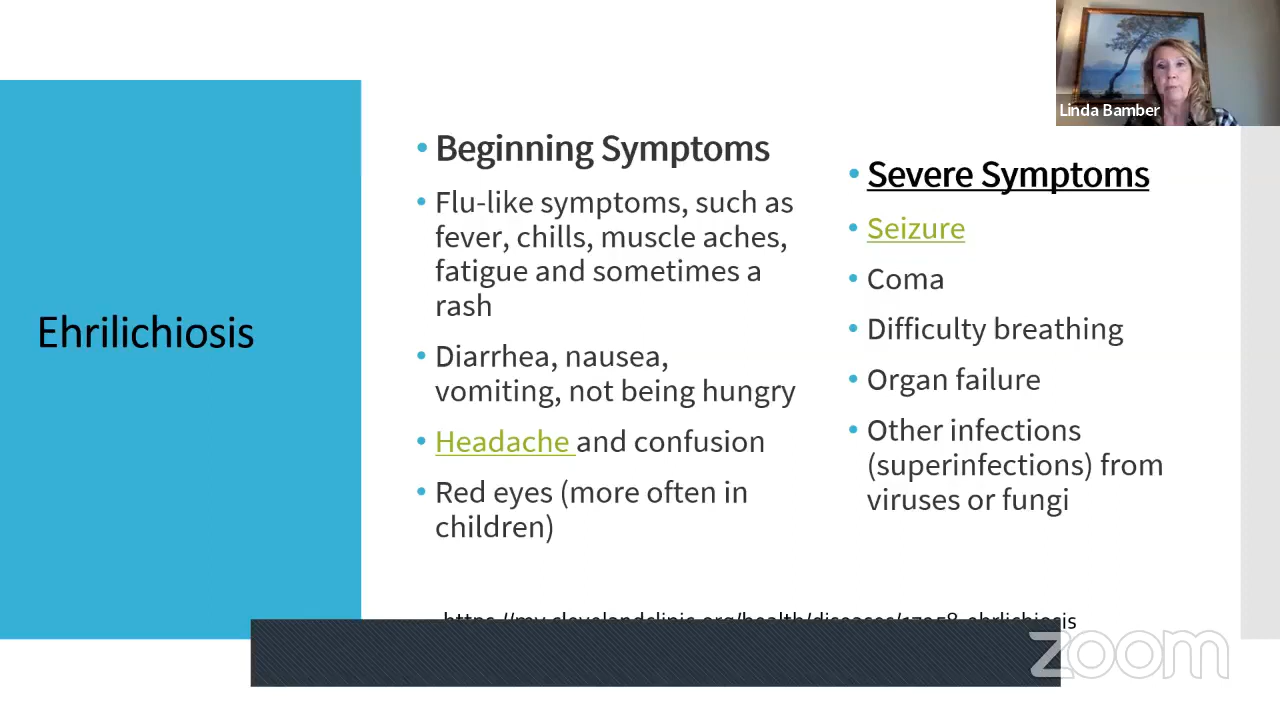 Linda Bamber
Ehrilichiosis
• Beginning Symptoms
• Flu-like symptoms, such as
fever, chills, muscle aches,
fatigue and sometimes a
rash
• Diarrhea, nausea,
vomiting, not being hungry
• Headache and confusion
• Red eyes (more often in
children)
• Severe Symptoms
• Seizure
• Coma
• Difficulty breathing
• Organ failure
• Other infections
(superinfections) from
viruses or fungi
zoom